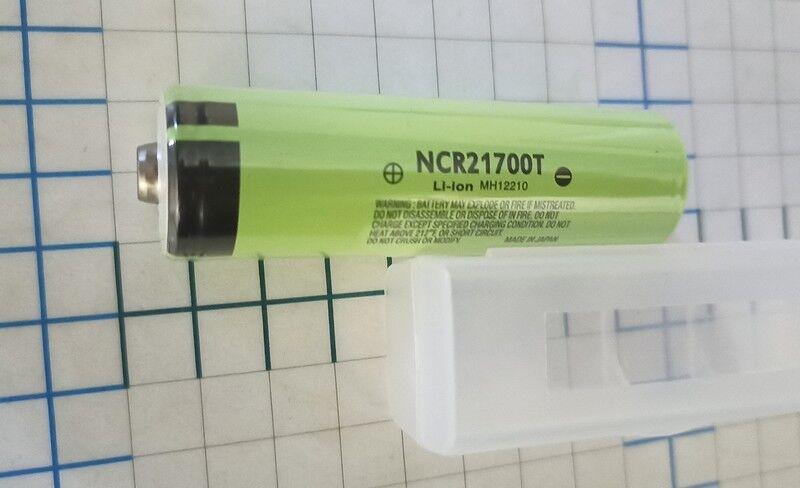 ⊕ NCR21700T ⊖
Li-ion MH12210
WARNING: BATTERY MAY EXPLODE OR FIRE IF MISTREATED.
DO NOT DISASSEMBLE OR DISPOSE OF IN FIRE. DO NOT
CHARGE EXCEPT SPECIFIED CHARGING CONDITION. DO NOT
HEAT ABOVE 212°F, OR SHORT CIRCUIT.
DO NOT CRUSH OR MODIFY. MADE IN JAPAN